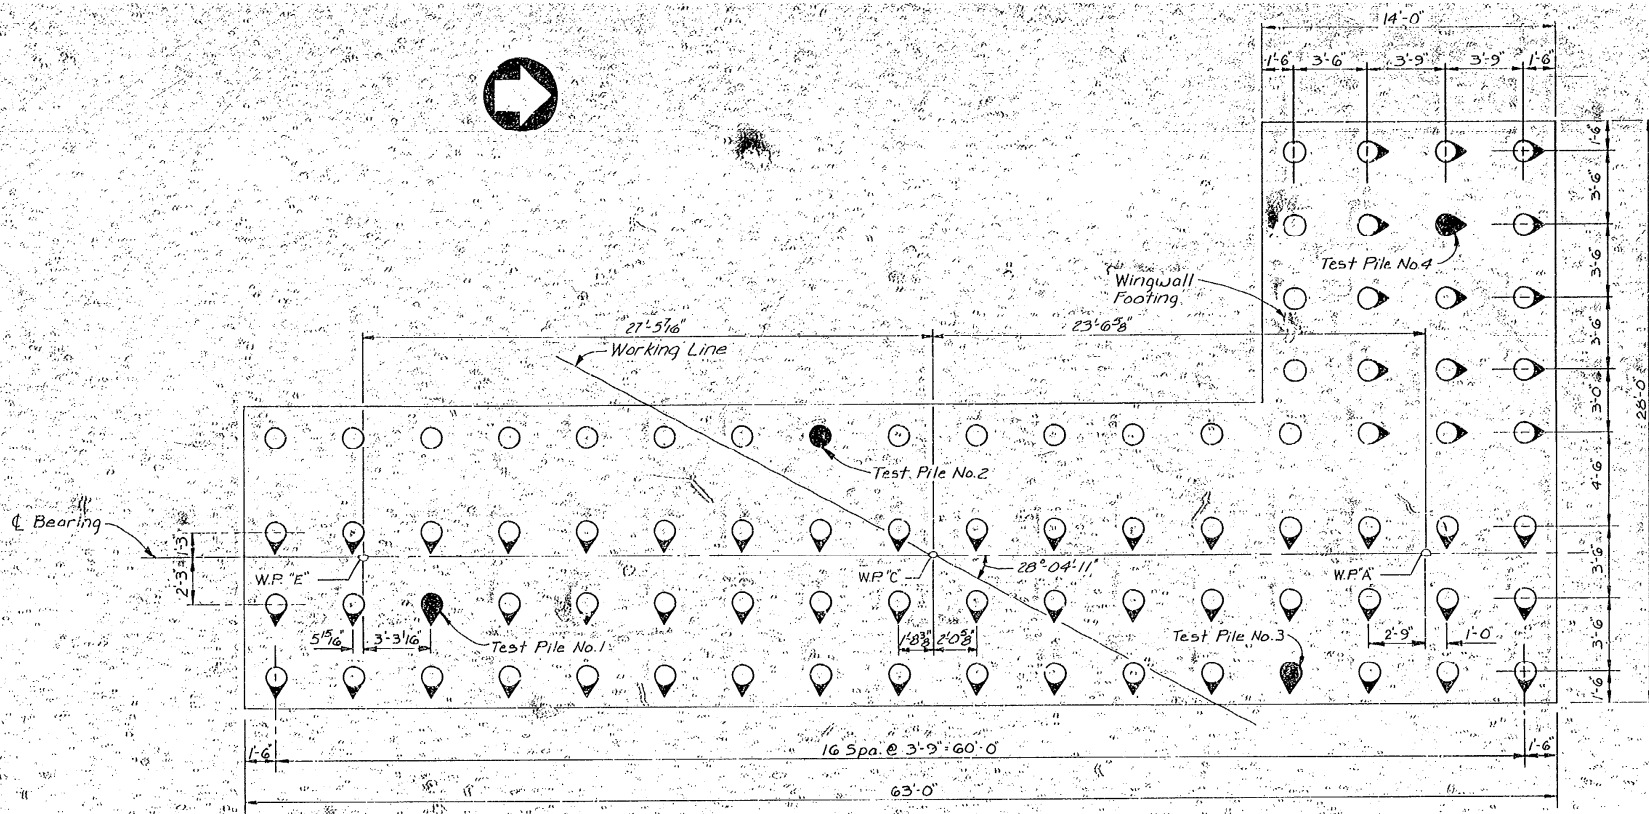 14'-0"
1'-6" 3'-6" 3'-9" 3'-9" 1'-6"
1'-6"
3'-6"
3'-6"
3'-6"
3'-0"
4'-6"
3'-6"
3'-6"
1'-6"
28'-0"
Test Pile No.4
Wingwall
Footing
27'-5 7/16"
23'-6 5/8"
Working Line
Test Pile No.2
℄ Bearing
1'-3"
2'-3"
W.P. "E"
W.P. "C"
28°-04'-11"
W.P. "A"
5 15/16"
3'-3 1/16"
Test Pile No.1
1'-8 3/8"
2'-0 5/8"
Test Pile No.3
2'-9"
1'-0"
1'-6"
16 Spa. @ 3'-9" = 60'-0"
1'-6"
63'-0"